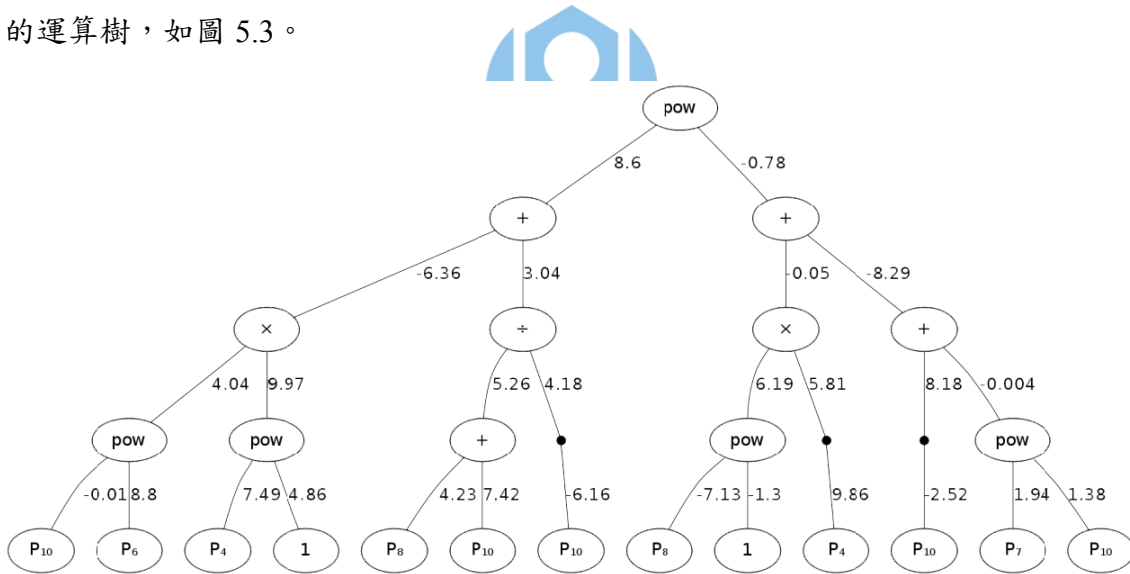 的運算樹，如圖 5.3。
pow
8.6 -0.78
+ +
-6.36 3.04 -0.05 -8.29
× ÷ × +
4.04 9.97 5.26 4.18 6.19 5.81 8.18 -0.004
pow pow + pow pow
-0.01 8.8 7.49 4.86 4.23 7.42 -6.16 -7.13 -1.3 9.86 -2.52 1.94 1.38
P₁₀ P₆ P₄ 1 P₈ P₁₀ P₁₀ P₈ 1 P₄ P₁₀ P₇ P₁₀